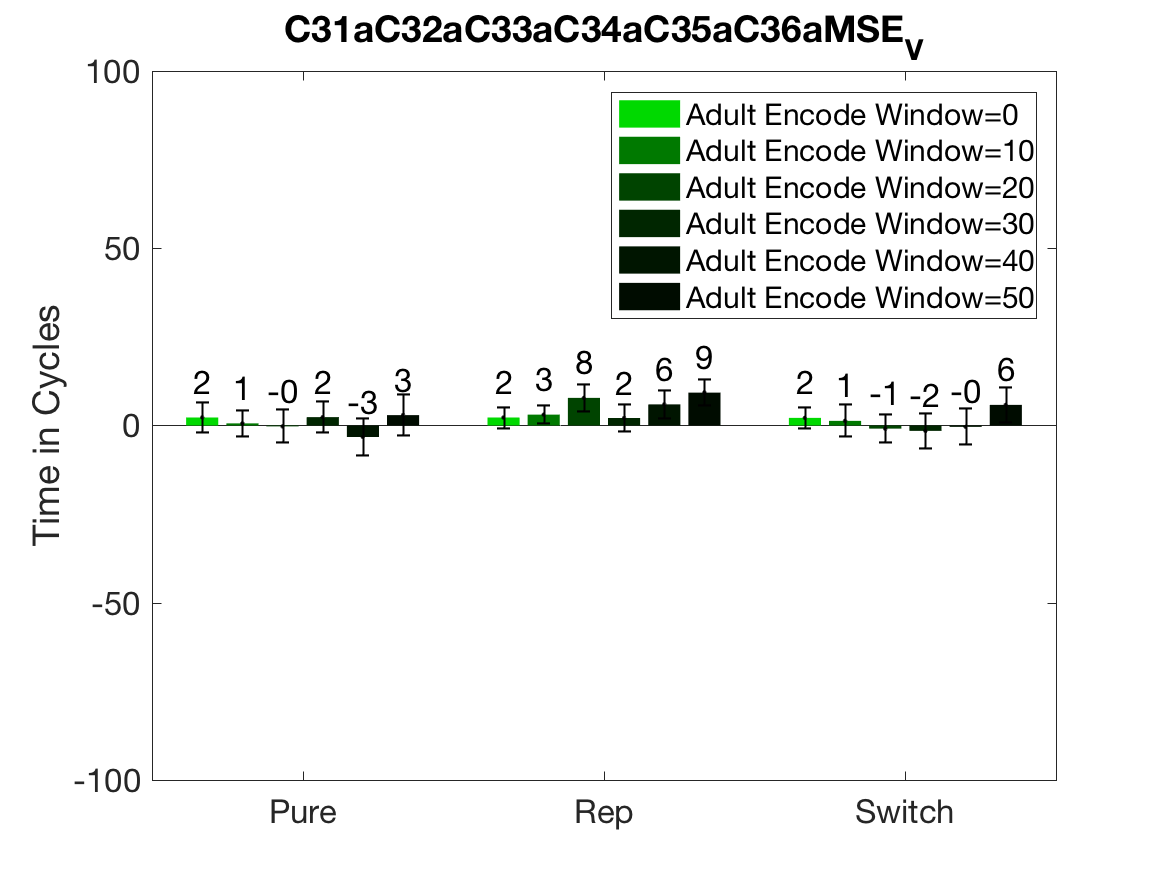 C31aC32aC33aC34aC35aC36aMSEV
100
50
0
-50
-100
Time in Cycles
Adult Encode Window=0
Adult Encode Window=10
Adult Encode Window=20
Adult Encode Window=30
Adult Encode Window=40
Adult Encode Window=50
2 1 -0 2 -3 3
2 3 8 2 6 9
2 1 -1 -2 -0 6
Pure Rep Switch